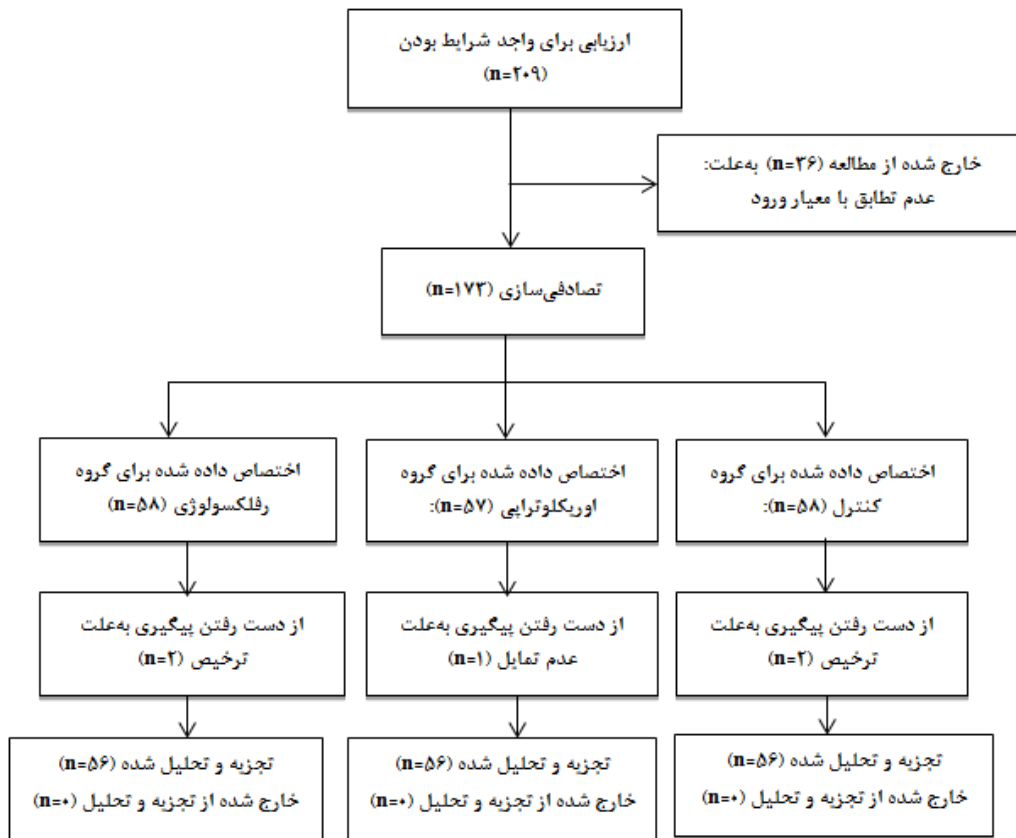 ارزیابی برای واجد شرایط بودن
(n=۲۰۹)
خارج شده از مطالعه (n=۳۶) به‌علت:
عدم تطابق با معیار ورود
تصادفی‌سازی (n=۱۷۳)
اختصاص داده شده برای گروه
کنترل (n=۵۸):
اختصاص داده شده برای گروه
اوریکلوتراپی (n=۵۷):
اختصاص داده شده برای گروه
رفلکسولوژی (n=۵۸)
از دست رفتن پیگیری به‌علت
ترخیص (n=۲)
از دست رفتن پیگیری به‌علت
عدم تمایل (n=۱)
از دست رفتن پیگیری به‌علت
ترخیص (n=۲)
تجزیه و تحلیل شده (n=۵۶)
خارج شده از تجزیه و تحلیل (n=۰)
تجزیه و تحلیل شده (n=۵۶)
خارج شده از تجزیه و تحلیل (n=۰)
تجزیه و تحلیل شده (n=۵۶)
خارج شده از تجزیه و تحلیل (n=۰)